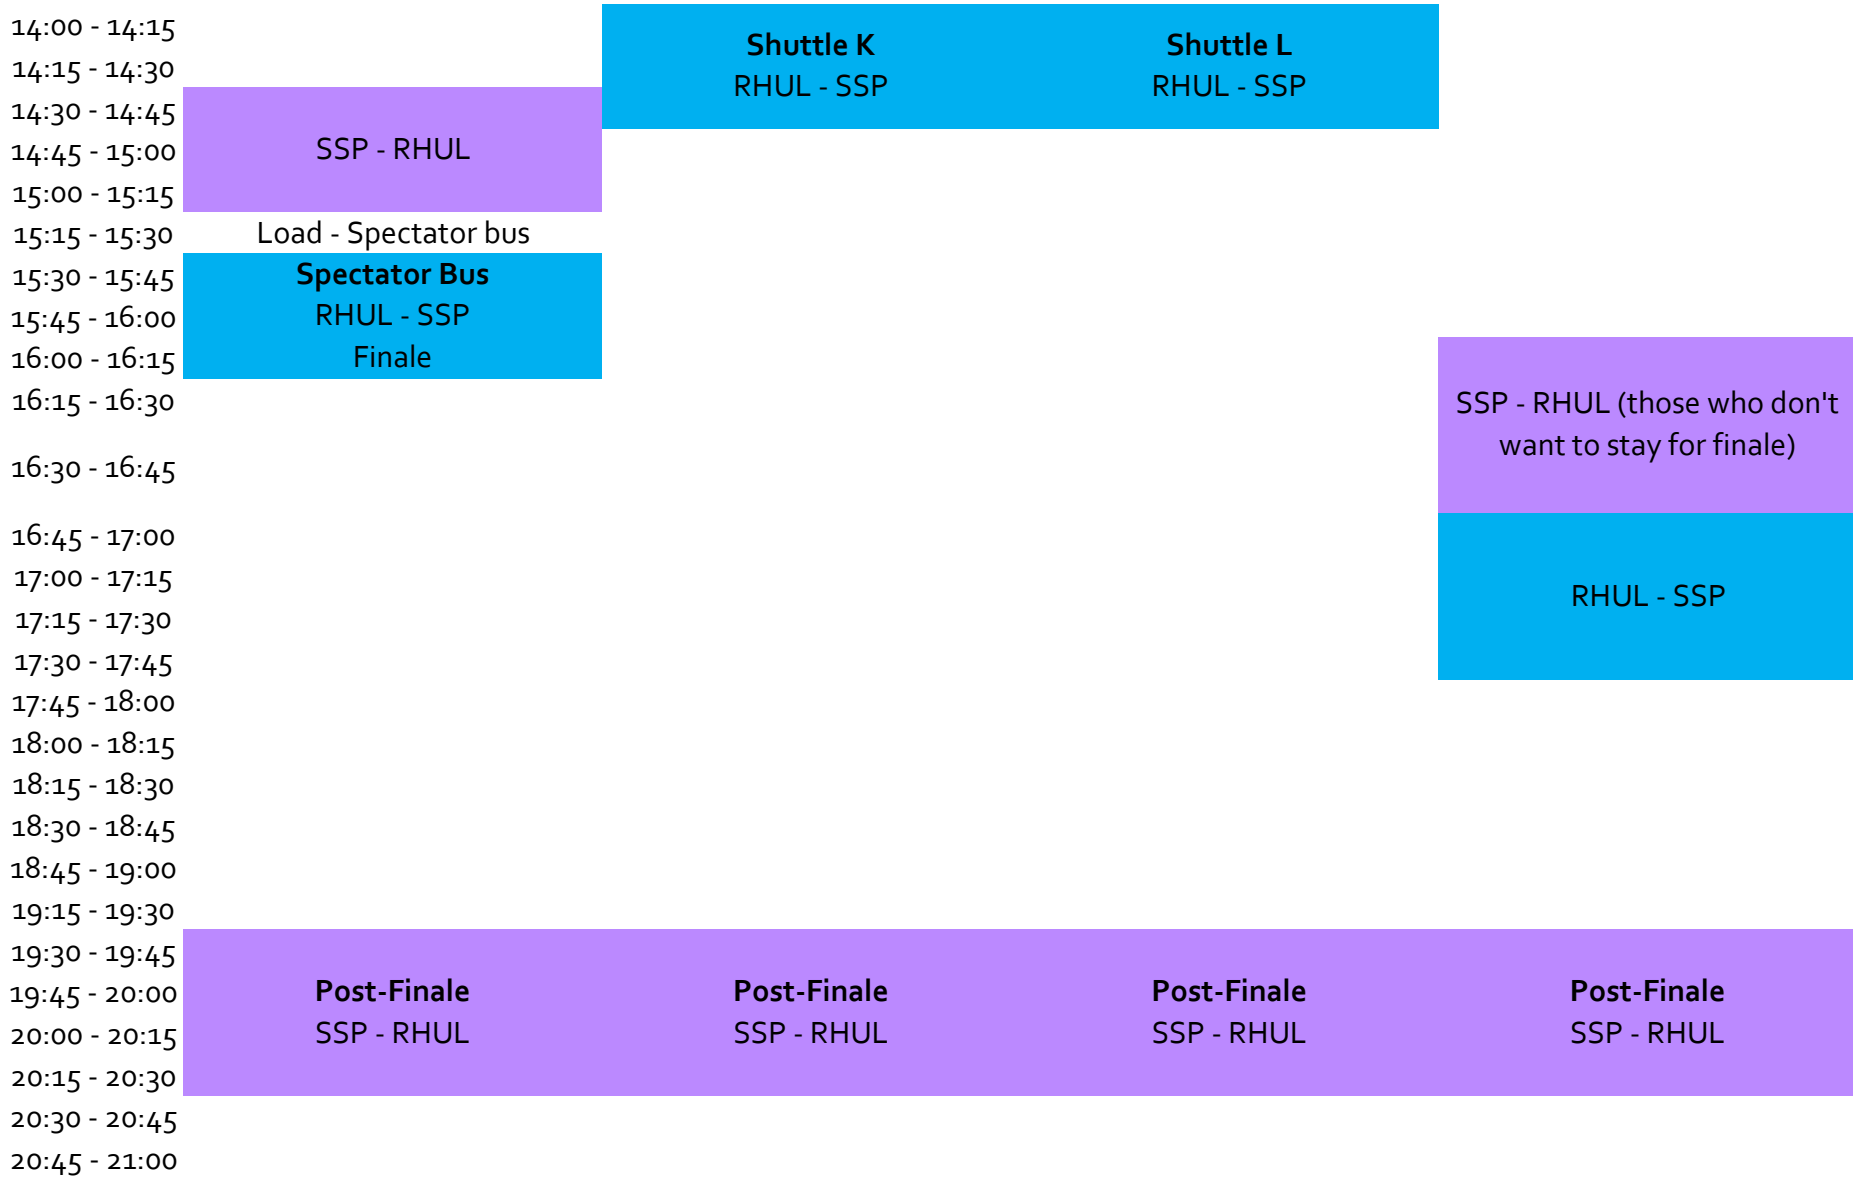 14:00 - 14:15
Shuttle K
Shuttle L
14:15 - 14:30
RHUL - SSP
RHUL - SSP
14:30 - 14:45
14:45 - 15:00
SSP - RHUL
15:00 - 15:15
15:15 - 15:30
Load - Spectator bus
15:30 - 15:45
Spectator Bus
15:45 - 16:00
RHUL - SSP
16:00 - 16:15
Finale
16:15 - 16:30
SSP - RHUL (those who don't
want to stay for finale)
16:30 - 16:45
16:45 - 17:00
17:00 - 17:15
RHUL - SSP
17:15 - 17:30
17:30 - 17:45
17:45 - 18:00
18:00 - 18:15
18:15 - 18:30
18:30 - 18:45
18:45 - 19:00
19:15 - 19:30
19:30 - 19:45
19:45 - 20:00
Post-Finale
Post-Finale
Post-Finale
Post-Finale
20:00 - 20:15
SSP - RHUL
SSP - RHUL
SSP - RHUL
SSP - RHUL
20:15 - 20:30
20:30 - 20:45
20:45 - 21:00